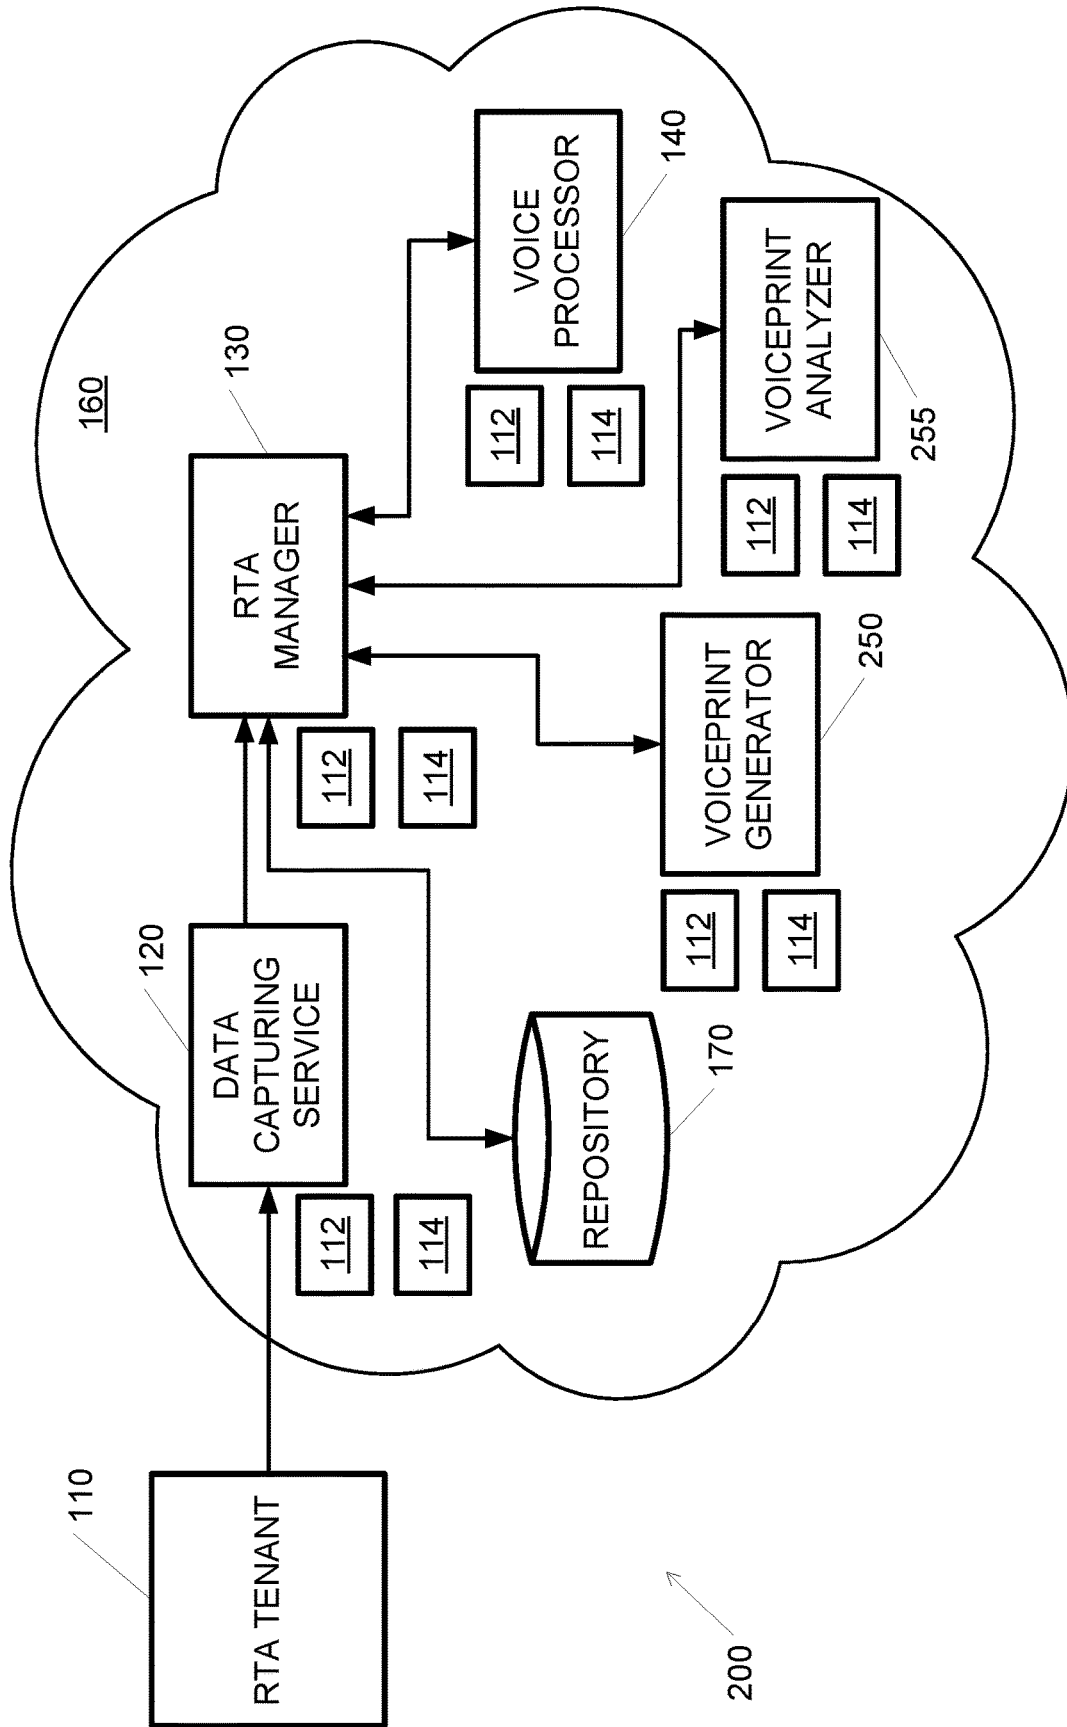 160
110
RTA TENANT
120
DATA
CAPTURING
SERVICE
112
114
130
RTA
MANAGER
112
114
VOICE
PROCESSOR
140
112
114
REPOSITORY
170
VOICEPRINT
GENERATOR
250
112
114
VOICEPRINT
ANALYZER
255
112
114
200